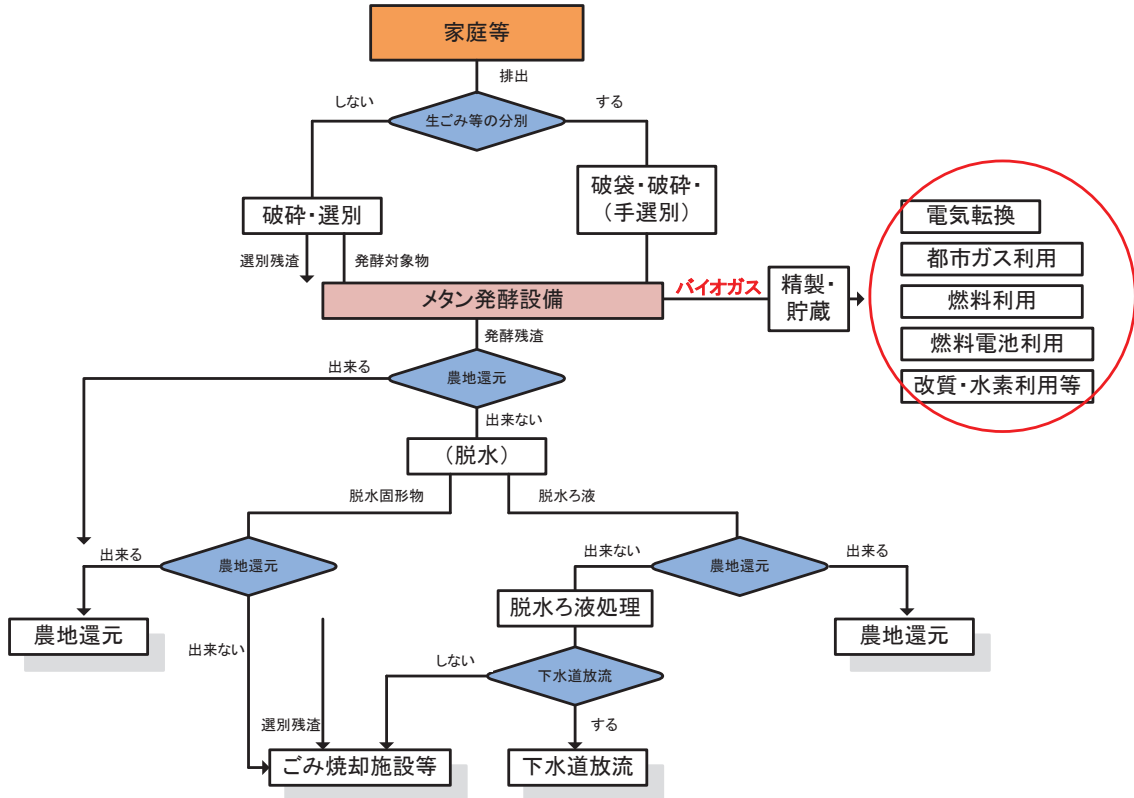 家庭等
排出
しない
する
生ごみ等の分別
破砕・選別
破袋・破砕・
（手選別）
選別残渣
発酵対象物
メタン発酵設備
バイオガス
精製・
貯蔵
電気転換
都市ガス利用
燃料利用
燃料電池利用
改質・水素利用等
発酵残渣
出来る
農地還元
出来ない
（脱水）
脱水固形物
脱水ろ液
出来る
農地還元
出来ない
農地還元
出来る
農地還元
出来ない
脱水ろ液処理
農地還元
しない
下水道放流
選別残渣
する
ごみ焼却施設等
下水道放流